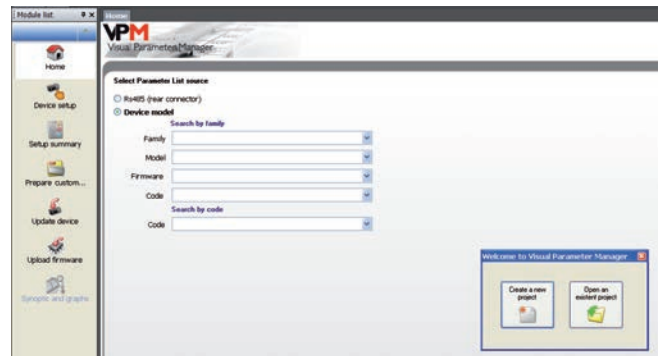 Module list
Home
Device setup
Setup summary
Prepare custom...
Update device
Upload firmware
Synoptic and graphs
Home
VPM
Visual Parameter Manager
Select Parameter List source
Rs485 (rear connector)
Device model
Search by family
Family
Model
Firmware
Code
Search by code
Code
Welcome to Visual Parameter Manager
Create a new
project
Open an
existent project